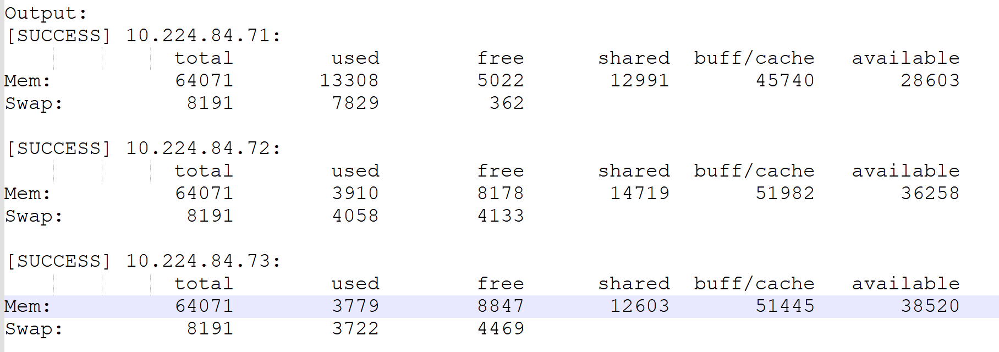 Output:
[SUCCESS] 10.224.84.71:
              total        used        free      shared  buff/cache   available
Mem:          64071       13308        5022       12991       45740       28603
Swap:          8191        7829         362

[SUCCESS] 10.224.84.72:
              total        used        free      shared  buff/cache   available
Mem:          64071        3910        8178       14719       51982       36258
Swap:          8191        4058        4133

[SUCCESS] 10.224.84.73:
              total        used        free      shared  buff/cache   available
Mem:          64071        3779        8847       12603       51445       38520
Swap:          8191        3722        4469